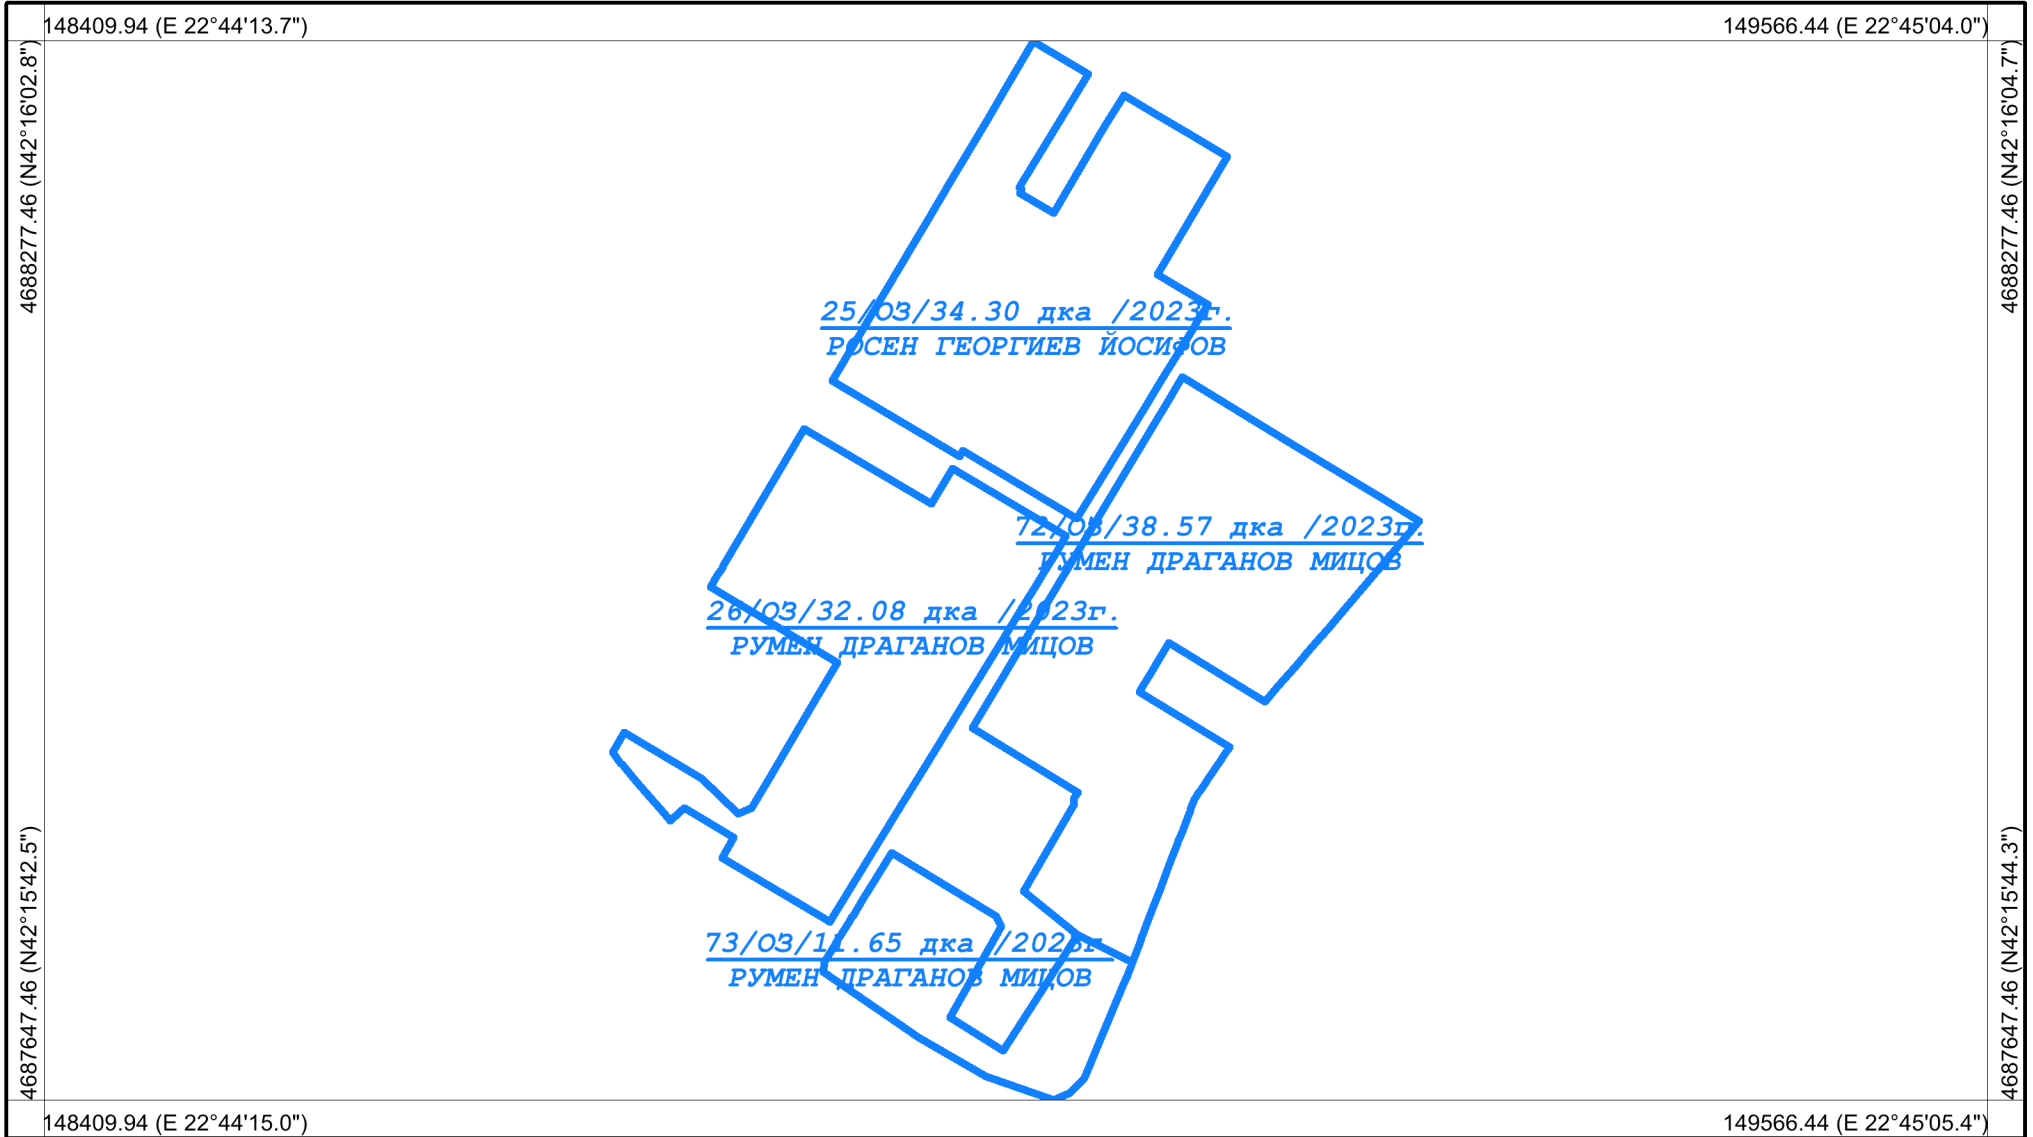 148409.94 (E 22°44'13.7")
149566.44 (E 22°45'04.0")
4688277.46 (N42°16'02.8")
4688277.46 (N42°16'04.7")
25/ОЗ/34.30 дка /2023г.
РОСЕН ГЕОРГИЕВ ЙОСИФОВ
72/ОЗ/38.57 дка /2023г.
РУМЕН ДРАГАНОВ МИЦОВ
26/ОЗ/32.08 дка /2023г.
РУМЕН ДРАГАНОВ МИЦОВ
73/ОЗ/11.65 дка /2023г.
РУМЕН ДРАГАНОВ МИЦОВ
4687647.46 (N42°15'42.5")
4687647.46 (N42°15'44.3")
148409.94 (E 22°44'15.0")
149566.44 (E 22°45'05.4")